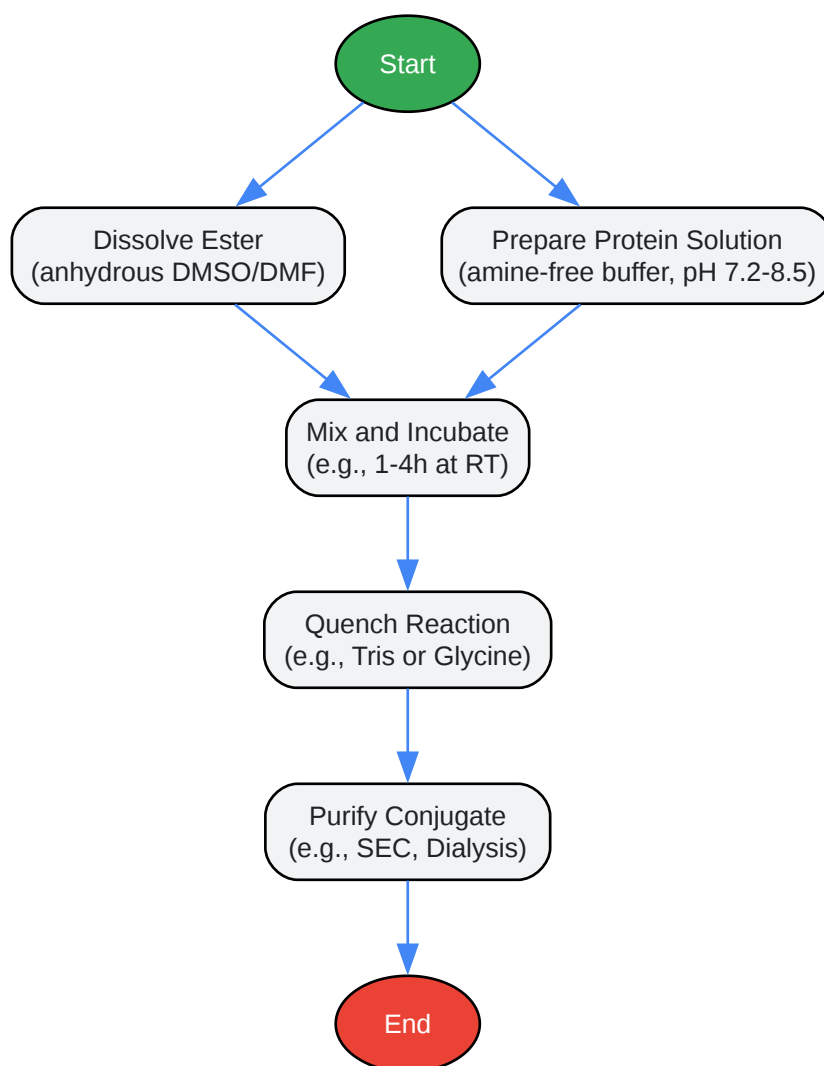 Start
Dissolve Ester
(anhydrous DMSO/DMF)
Prepare Protein Solution
(amine-free buffer, pH 7.2-8.5)
Mix and Incubate
(e.g., 1-4h at RT)
Quench Reaction
(e.g., Tris or Glycine)
Purify Conjugate
(e.g., SEC, Dialysis)
End